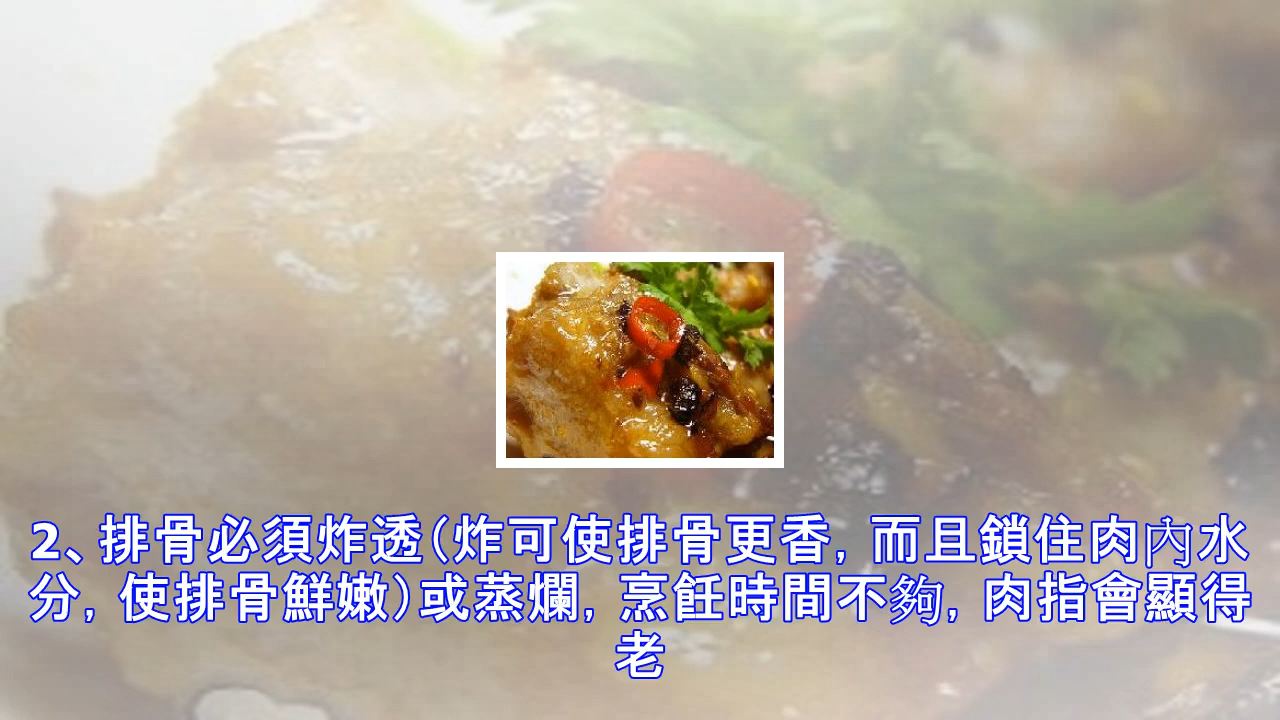 2、排骨必須炸透(炸可使排骨更香, 而且鎖住肉內水
分, 使排骨鮮嫩)或蒸爛, 烹飪時間不夠, 肉指會顯得
老